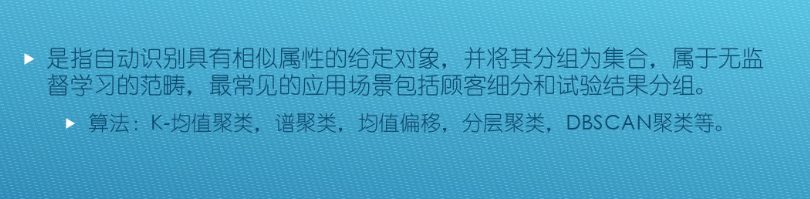 是指自动识别具有相似属性的给定对象，并将其分组为集合，属于无监
督学习的范畴，最常见的应用场景包括顾客细分和试验结果分组。
算法：K-均值聚类，谱聚类，均值偏移，分层聚类，DBSCAN聚类等。